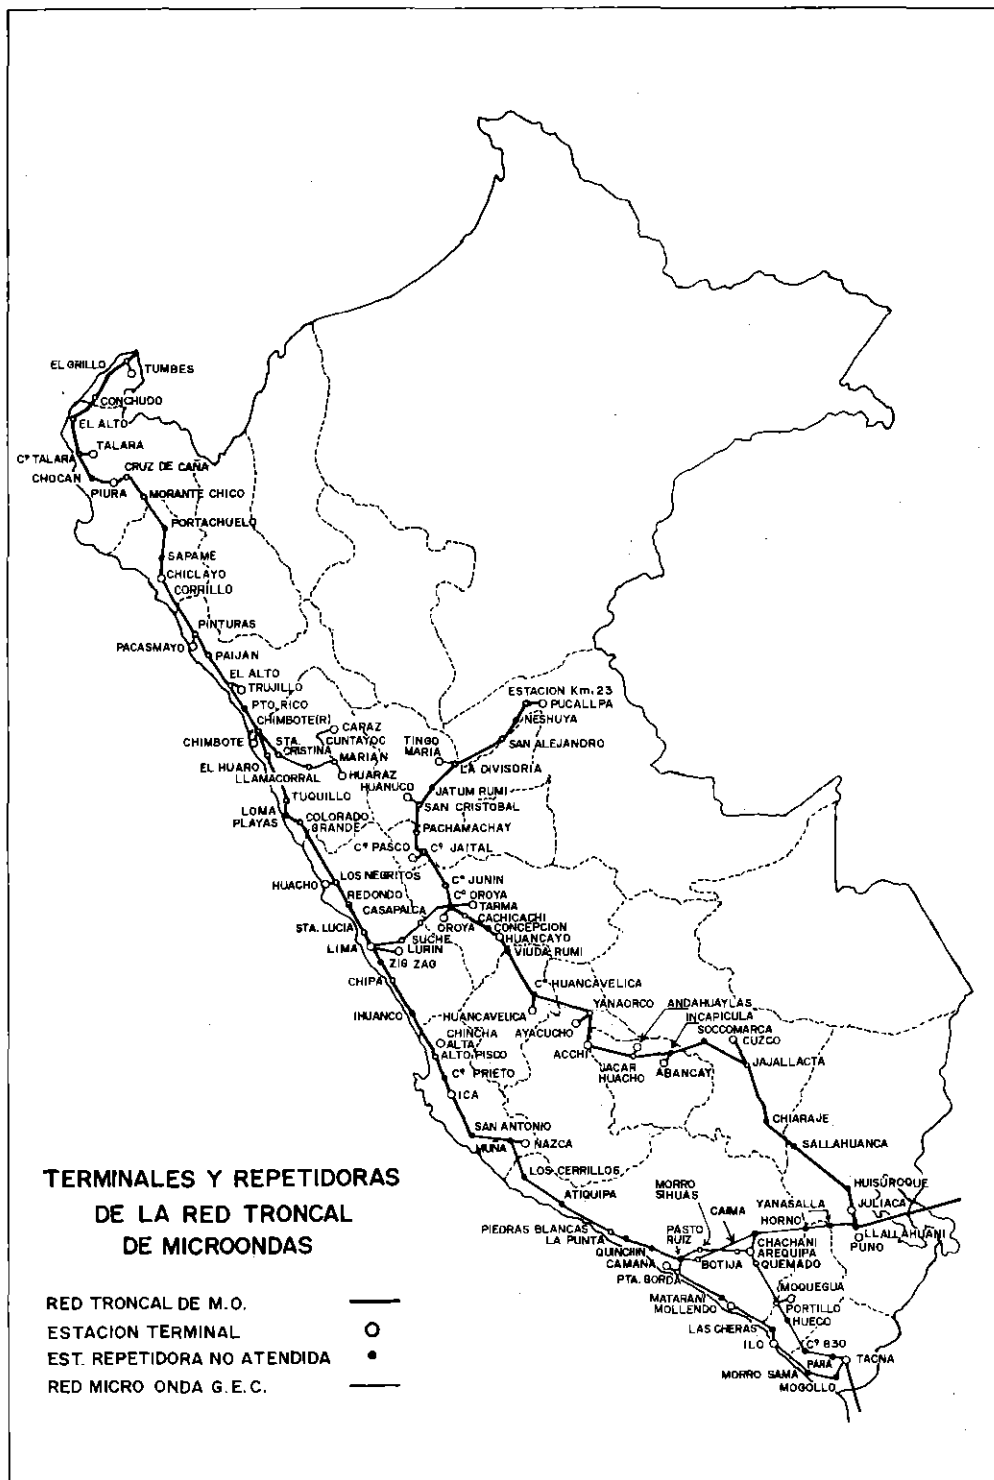 EL GRILLO
TUMBES
CONCHUDO
EL ALTO
TALARA
Cº TALARA
CRUZ DE CAÑA
CHOCAN
PIURA
MORANTE CHICO
PORTACHUELO
SAPAME
CHICLAYO
CORRILLO
PINTURAS
PACASMAYO
PAIJAN
EL ALTO
TRUJILLO
PTO. RICO
CHIMBOTE(R)
CHIMBOTE
STA.
CRISTINA
CARAZ
CUNTAYOC
MARIAN
EL HUARO
LLAMACORRAL
HUARAZ
ESTACION Km. 23
PUCALLPA
NESHUYA
SAN ALEJANDRO
TINGO
MARIA
LA DIVISORIA
HUANUCO
JATUM RUMI
SAN CRISTOBAL
TUQUILLO
LOMA
PLAYAS
COLORADO
GRANDE
PACHAMACHAY
Cº PASCO
Cº JAITAL
HUACHO
LOS NEGRITOS
REDONDO
Cº JUNIN
Cº OROYA
TARMA
CASAPALCA
CACHICACHI
OROYA
CONCEPCION
HUANCAYO
VIUDA RUMI
STA. LUCIA
SUCHE
LIMA
LURIN
ZIG ZAG
CHIPA
IHUANCO
Cº HUANCAVELICA
HUANCAVELICA
YANAORCO
AYACUCHO
ANDAHUAYLAS
INCAPICULA
SOCCOMARCA
CUZCO
CHINCHA
ALTA
ALTO PISCO
ACCHI
JACAR
HUACHO
ABANCAY
JAJALLACTA
Cº PRIETO
ICA
CHIARAJE
SAN ANTONIO
MUÑA
NAZCA
SALLAHUANCA
LOS CERRILLOS
ATIQUIPA
MORRO
SIHUAS
HUISUROQUE
YANASALLA
JULIACA
CAIMA
HORNO
PIEDRAS BLANCAS
LA PUNTA
PASTO
RUIZ
LLALLAHUANI
PUNO
QUINCHIN
CAMANA
BOTIJA
CHACHANI
AREQUIPA
QUEMADO
PTA. GORDA
MOQUEGUA
MATARANI
MOLLENDO
PORTILLO
HUECO
LAS CHERAS
ILO
Cº 830
PARA
TACNA
MORRO SAMA
MOGOLLO
TERMINALES Y REPETIDORAS
DE LA RED TRONCAL
DE MICROONDAS
RED TRONCAL DE M.O.
ESTACION TERMINAL
EST. REPETIDORA NO ATENDIDA
RED MICRO ONDA G.E.C.